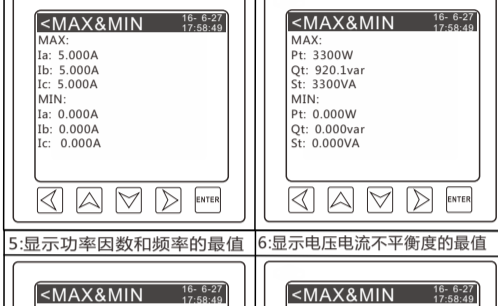 <MAX&MIN 16- 6-27
17:58:49
MAX:
Ia: 5.000A
Ib: 5.000A
Ic: 5.000A
MIN:
Ia: 0.000A
Ib: 0.000A
Ic: 0.000A
ENTER
<MAX&MIN 16- 6-27
17:58:49
MAX:
Pt: 3300W
Qt: 920.1var
St: 3300VA
MIN:
Pt: 0.000W
Qt: 0.000var
St: 0.000VA
ENTER
5:显示功率因数和频率的最值
6:显示电压电流不平衡度的最值
<MAX&MIN 16- 6-27
17:58:49
<MAX&MIN 16- 6-27
17:58:49